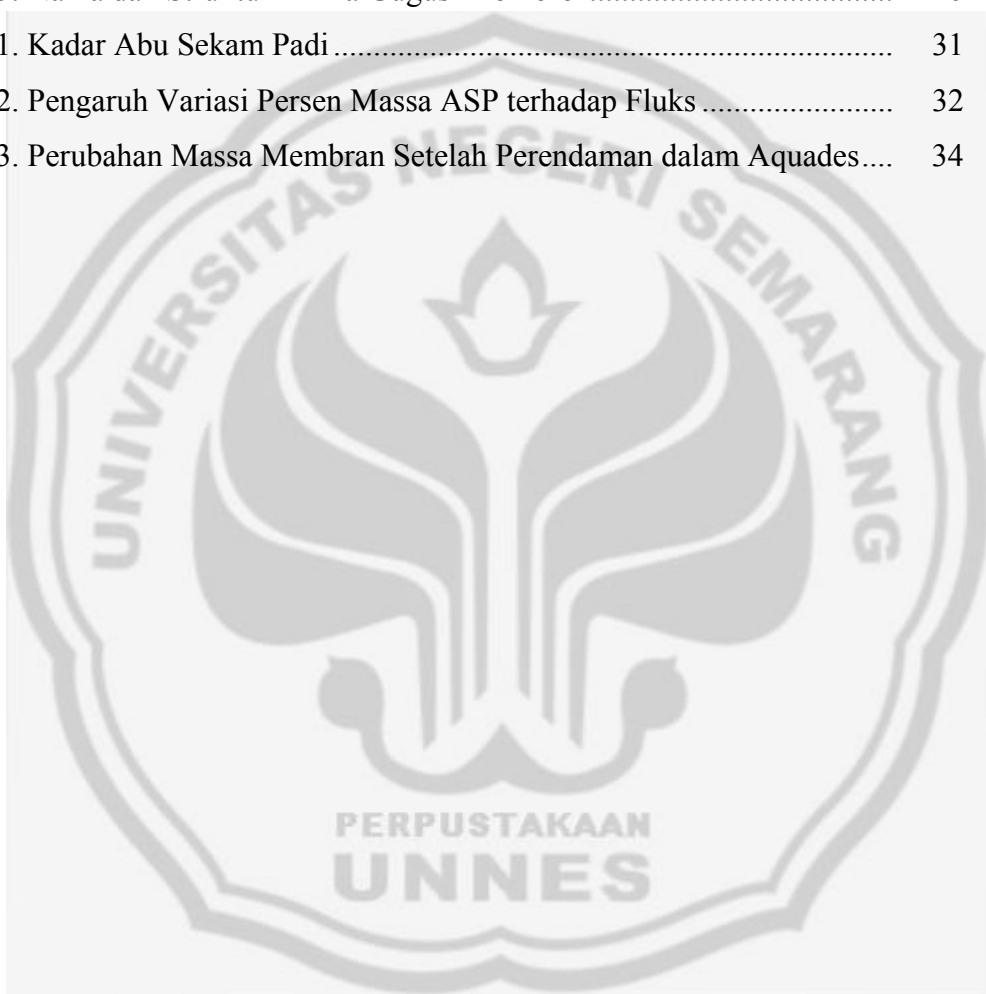 1. Kadar Abu Sekam Padi ........................................................................ 31
2. Pengaruh Variasi Persen Massa ASP terhadap Fluks ...................... 32
3. Perubahan Massa Membran Setelah Perendaman dalam Aquades.... 34
UNIVERSITAS NEGERI SEMARANG
PERPUSTAKAAN
UNNES